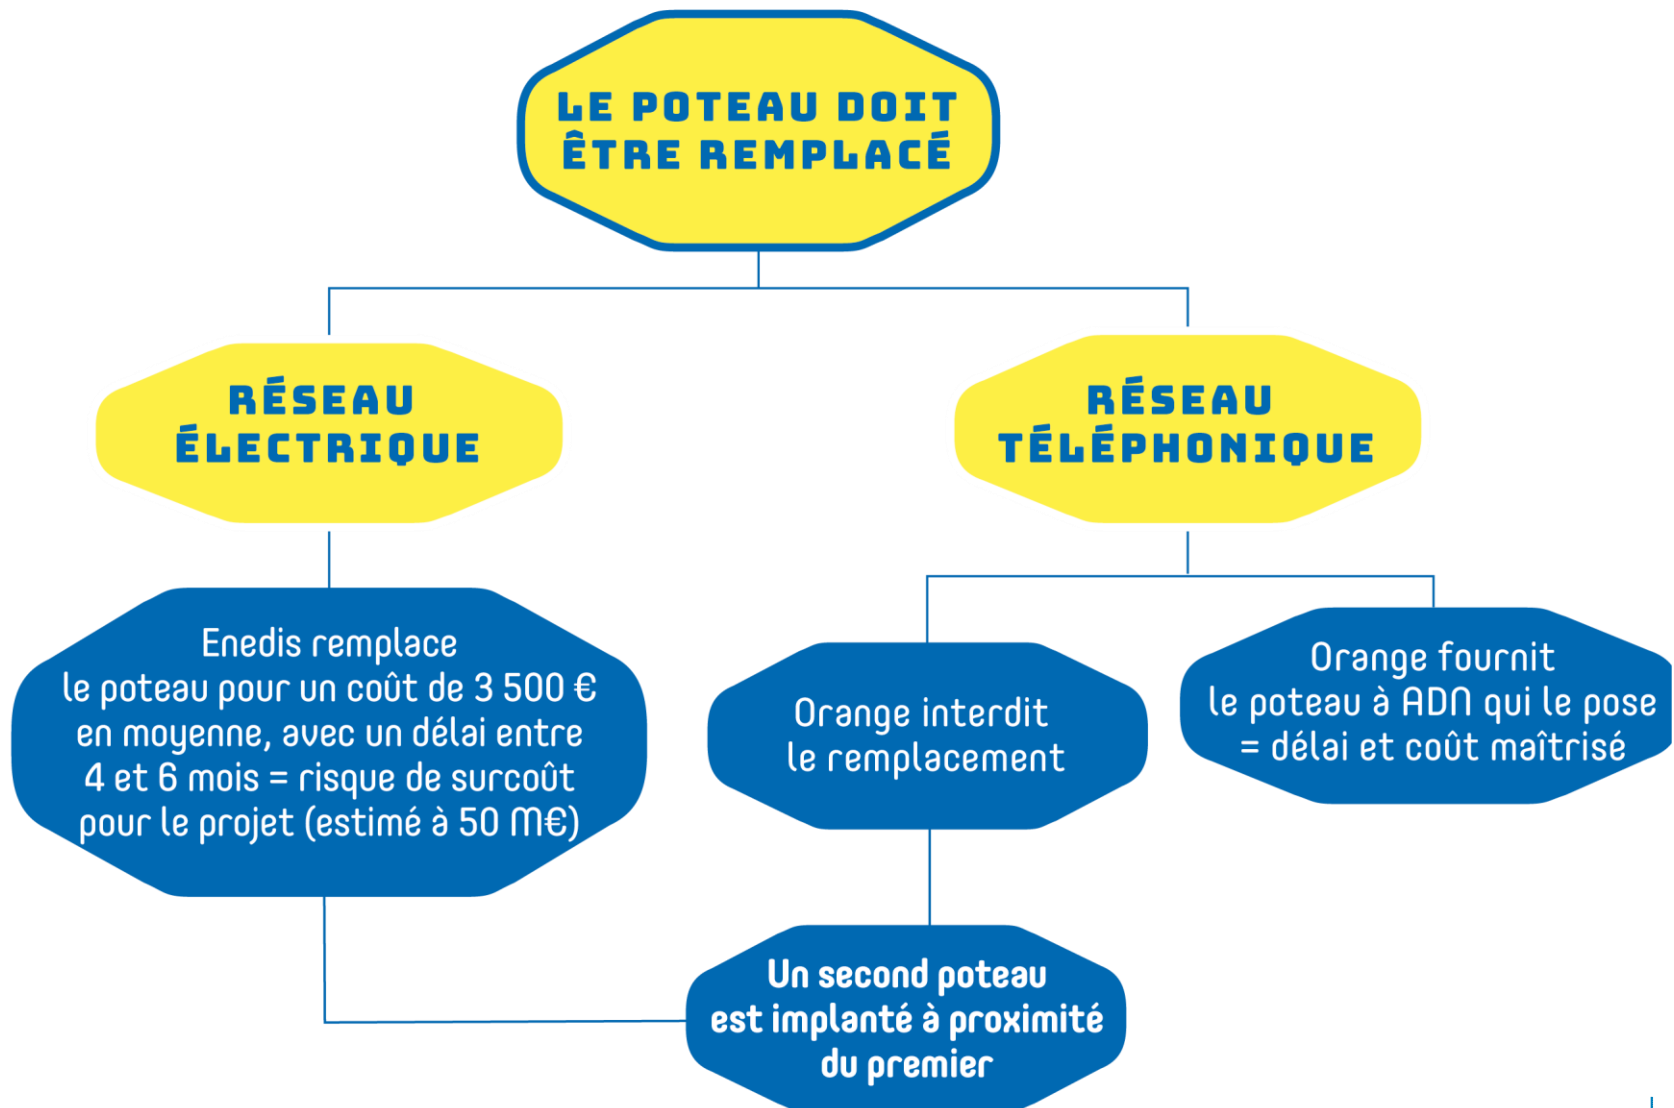 LE POTEAU DOIT
ÊTRE REMPLACÉ
RÉSEAU
ÉLECTRIQUE
RÉSEAU
TÉLÉPHONIQUE
Enedis remplace
le poteau pour un coût de 3 500 €
en moyenne, avec un délai entre
4 et 6 mois = risque de surcoût
pour le projet (estimé à 50 M€)
Orange interdit
le remplacement
Orange fournit
le poteau à ADN qui le pose
= délai et coût maîtrisé
Un second poteau
est implanté à proximité
du premier